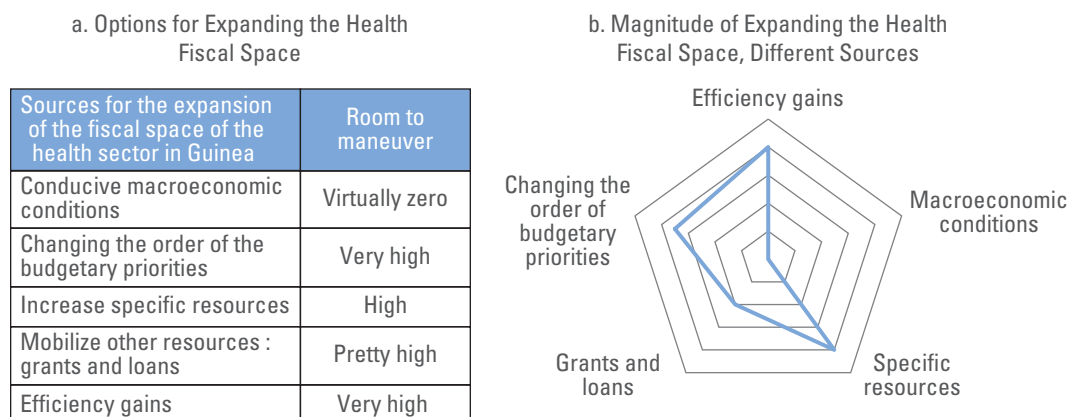 a. Options for Expanding the Health
Fiscal Space
Sources for the expansion
of the fiscal space of the
health sector in Guinea
Room to
maneuver
Conducive macroeconomic
conditions
Virtually zero
Changing the order of the
budgetary priorities
Very high
Increase specific resources
High
Mobilize other resources :
grants and loans
Pretty high
Efficiency gains
Very high
b. Magnitude of Expanding the Health
Fiscal Space, Different Sources
Efficiency gains
Changing the
order of
budgetary
priorities
Macroeconomic
conditions
Grants and
loans
Specific
resources